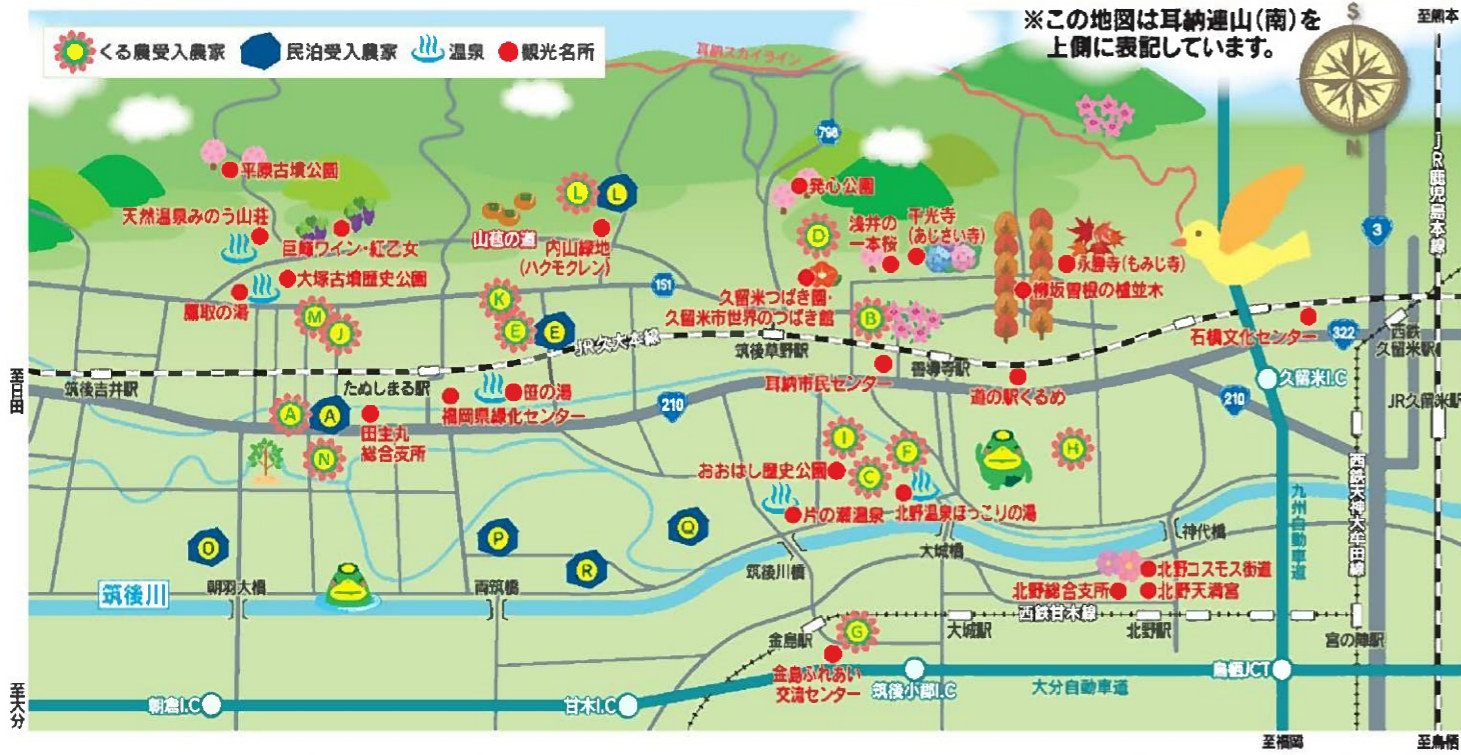 ※この地図は耳納連山(南)を
上側に表記しています。
S
N
至熊本
くる農受入農家
民泊受入農家
温泉
観光名所
耳納スカイライン
798
平原古墳公園
天然温泉みのう山荘
巨峰ワイン・紅乙女
山苞の道
L
L
内山緑地
(ハクモクレン)
発心公園
D
浅井の
一本桜
千光寺
(あじさい寺)
永勝寺(もみじ寺)
柳坂曽根の櫨並木
JR鹿児島本線
3
大塚古墳歴史公園
鷹取の湯
151
久留米つばき園・
久留米市世界のつばき館
M
J
K
E
E
B
JR久大本線
筑後草野駅
善導寺駅
石橋文化センター
322
西鉄
久留米駅
至日田
筑後吉井駅
たぬしまる駅
笹の湯
福岡県緑化センター
耳納市民センター
道の駅くるめ
久留米I.C
210
210
JR久留米駅
A
A
田主丸
総合支所
N
I
F
H
おおはし歴史公園
C
片の瀬温泉
北野温泉ほっこりの湯
西鉄天神大牟田線
九州自動車道
O
P
Q
R
筑後川
朝羽大橋
両筑橋
筑後川橋
大城橋
神代橋
北野コスモス街道
北野総合支所
北野天満宮
西鉄甘木線
金島駅
G
大城駅
北野駅
宮の陣駅
金島ふれあい
交流センター
筑後小郡I.C
大分自動車道
鳥栖JCT
至大分
朝倉I.C
甘木I.C
至福岡
至鳥栖